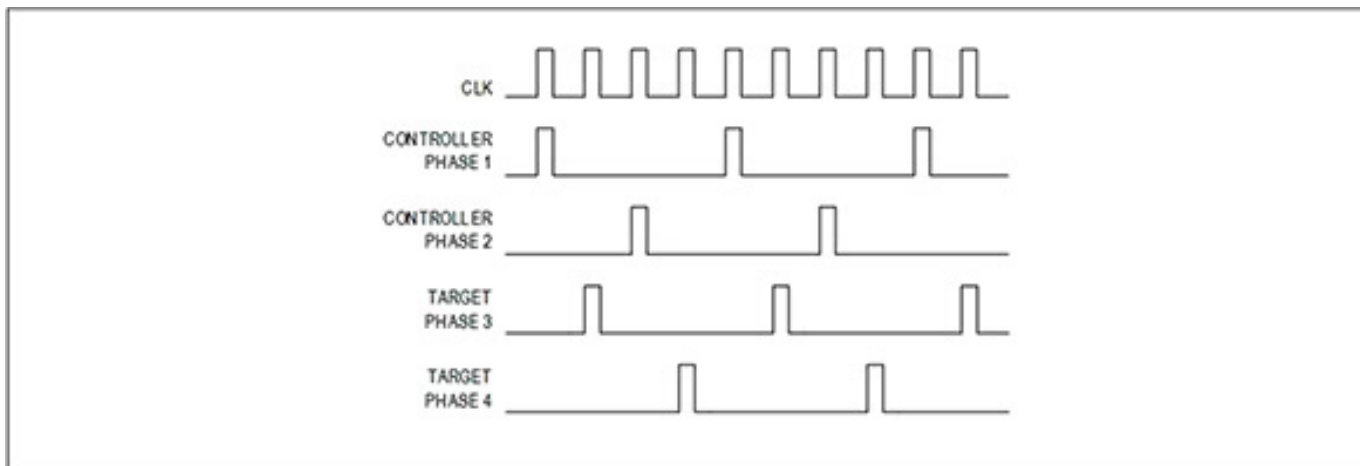 CLK
CONTROLLER
PHASE 1
CONTROLLER
PHASE 2
TARGET
PHASE 3
TARGET
PHASE 4